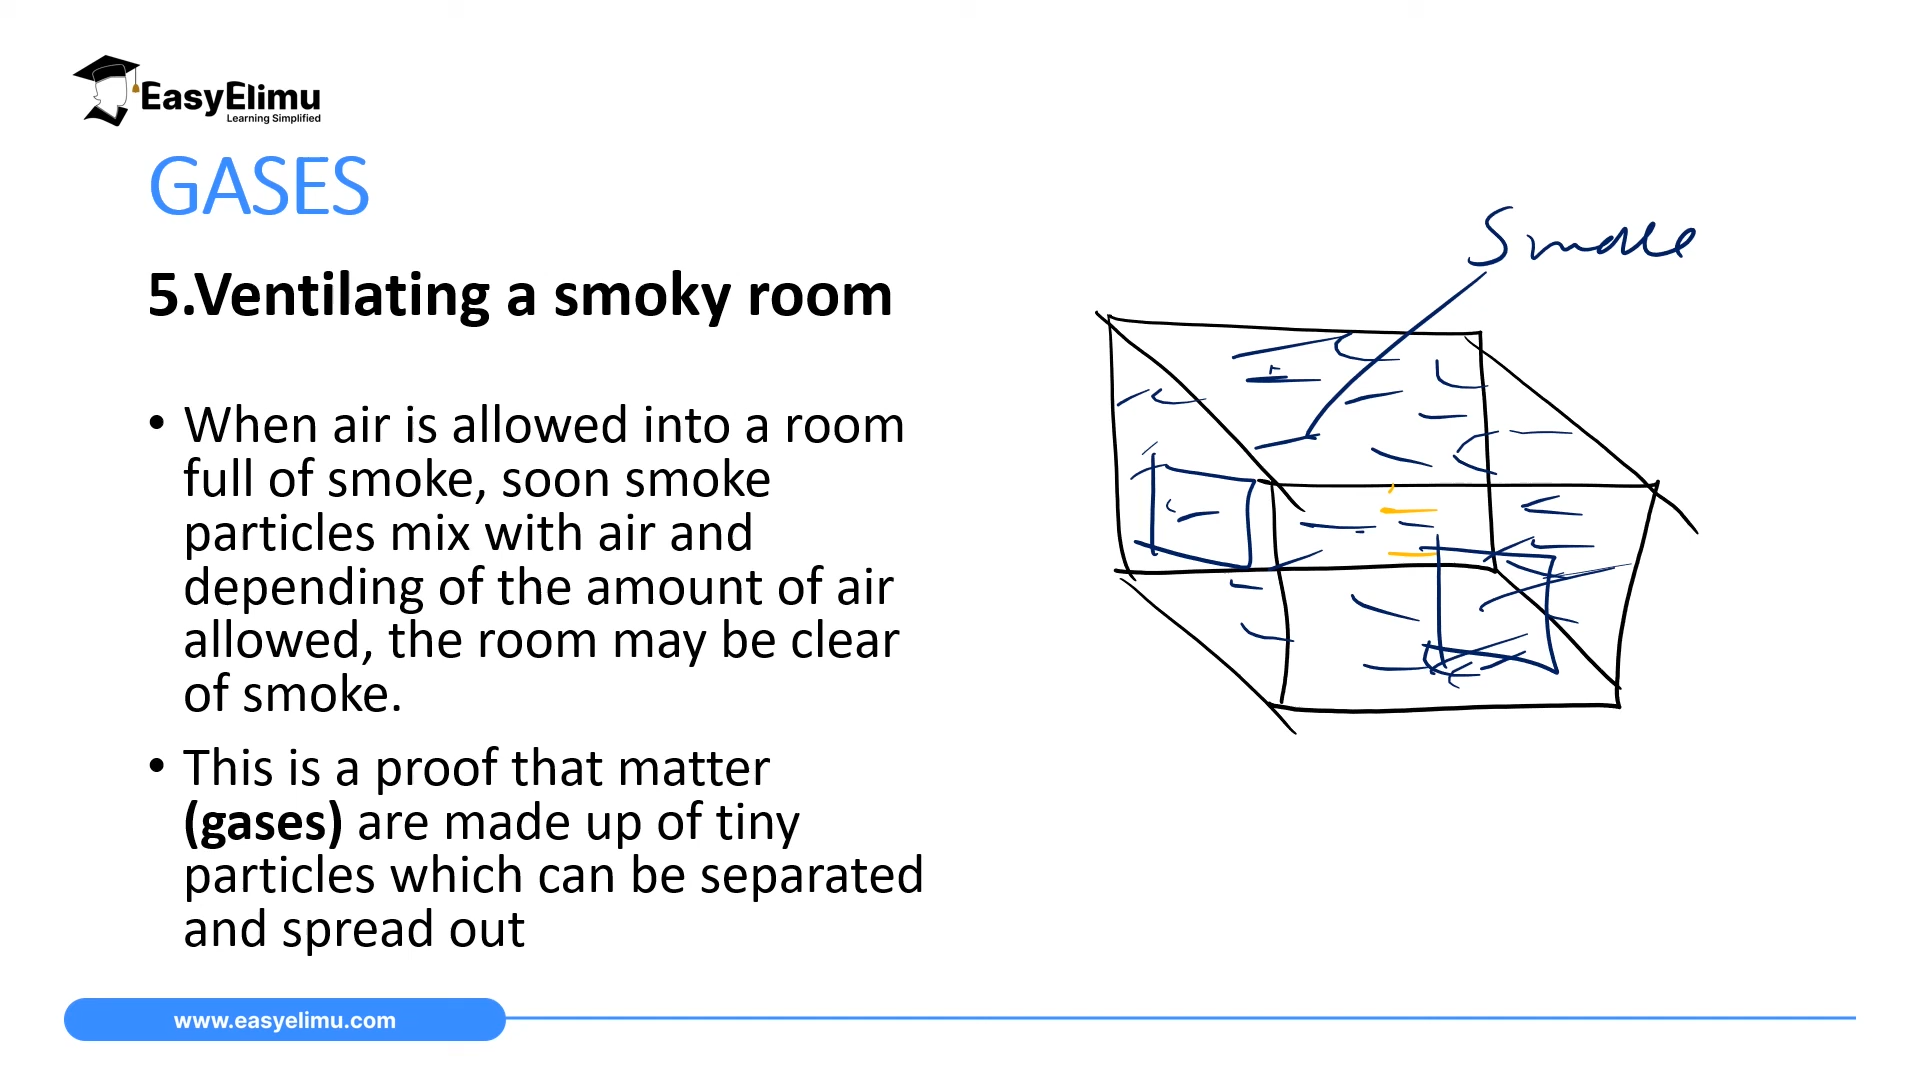 EasyElimu
Learning Simplified
GASES
5.Ventilating a smoky room
• When air is allowed into a room
full of smoke, soon smoke
particles mix with air and
depending of the amount of air
allowed, the room may be clear
of smoke.
• This is a proof that matter
(gases) are made up of tiny
particles which can be separated
and spread out
Smoke
www.easyelimu.com